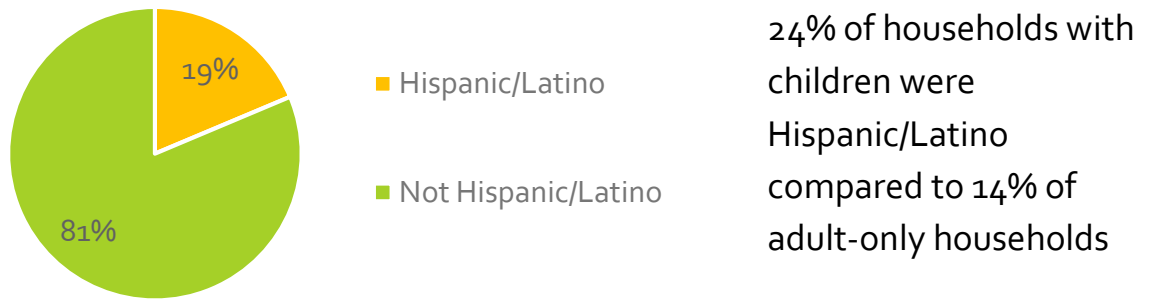 19%
81%
Hispanic/Latino
Not Hispanic/Latino
24% of households with
children were
Hispanic/Latino
compared to 14% of
adult-only households